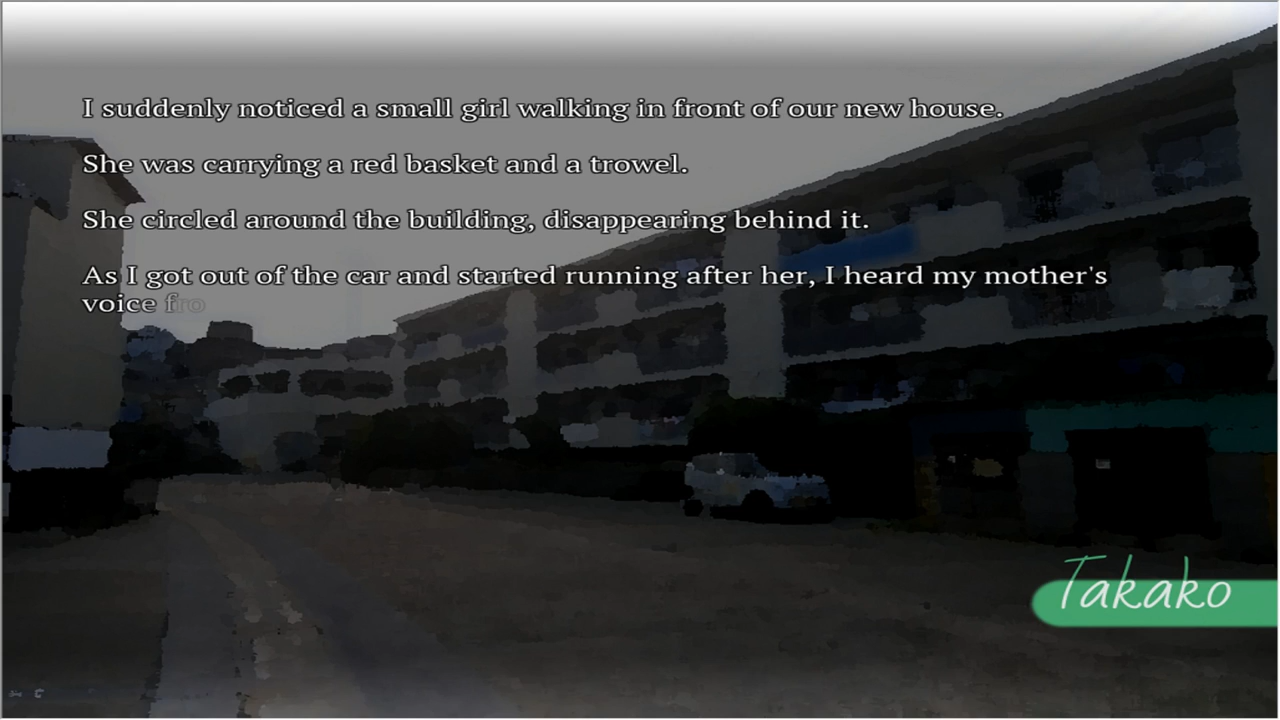 I suddenly noticed a small girl walking in front of our new house.
She was carrying a red basket and a trowel.
She circled around the building, disappearing behind it.
As I got out of the car and started running after her, I heard my mother's
voice fro
Takako